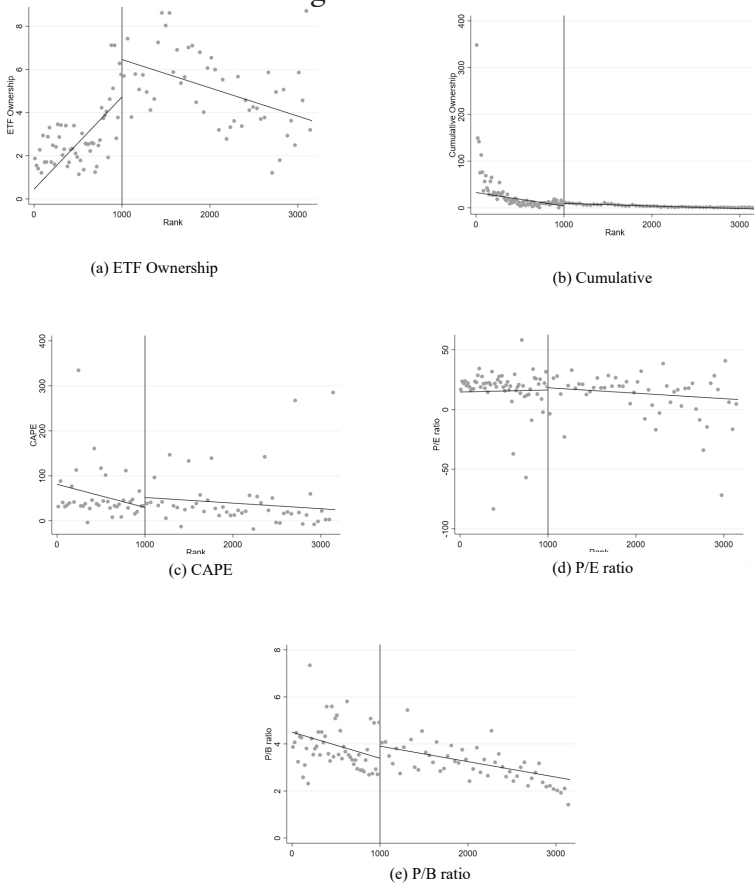 g
8
6
4
2
0
ETF Ownership
0 1000 2000 3000
Rank
(a) ETF Ownership
400
300
200
100
0
Cumulative Ownership
0 1000 2000 3000
Rank
(b) Cumulative
400
300
200
100
0
CAPE
0 1000 2000 3000
Rank
(c) CAPE
50
0
-50
-100
P/E ratio
0 1000 2000 3000
Rank
(d) P/E ratio
8
6
4
2
0
P/B ratio
0 1000 2000 3000
(e) P/B ratio